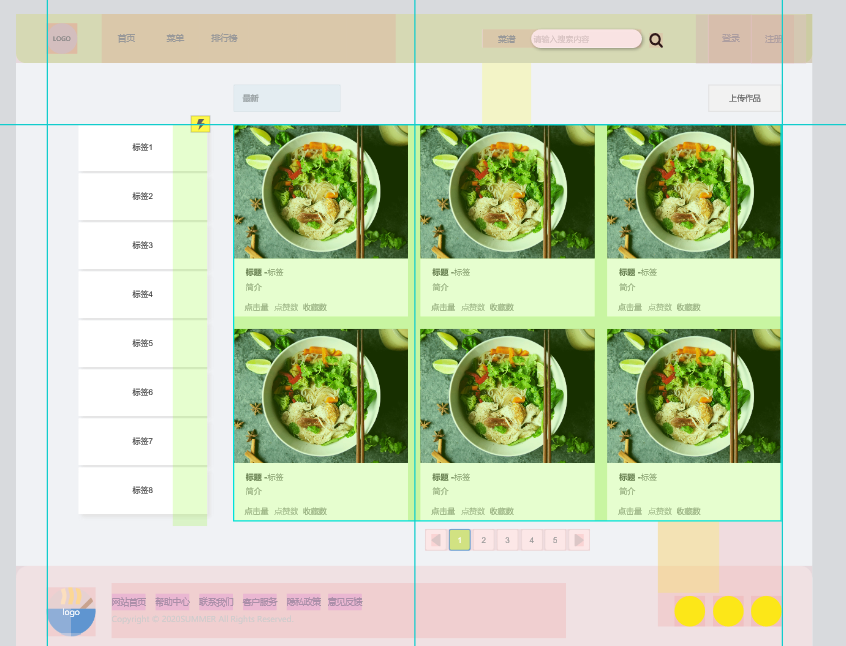 LOGO 首页 菜单 排行榜 菜谱 请输入搜索内容 登录 注册
最新 上传作品
标签1
标签2
标签3
标签4
标签5
标签6
标签7
标签8
标题 -标签 标题 -标签 标题 -标签
简介 简介 简介
点击量 点赞数 收藏数 点击量 点赞数 收藏数 点击量 点赞数 收藏数
标题 -标签 标题 -标签 标题 -标签
简介 简介 简介
点击量 点赞数 收藏数 点击量 点赞数 收藏数 点击量 点赞数 收藏数
1 2 3 4 5
logo 网站首页 帮助中心 联系我们 客户服务 隐私政策 意见反馈
Copyright © 2020 All Rights Reserved.